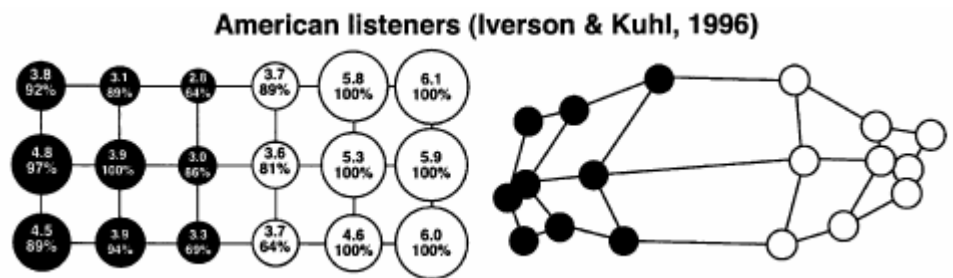 American listeners (Iverson & Kuhl, 1996)
3.8 3.1 2.8 3.7 5.8 6.1
92% 89% 64% 89% 100% 100%
4.8 3.9 3.0 3.6 5.3 5.9
97% 100% 86% 81% 100% 100%
4.5 3.9 3.3 3.7 4.6 6.0
89% 94% 69% 64% 100% 100%